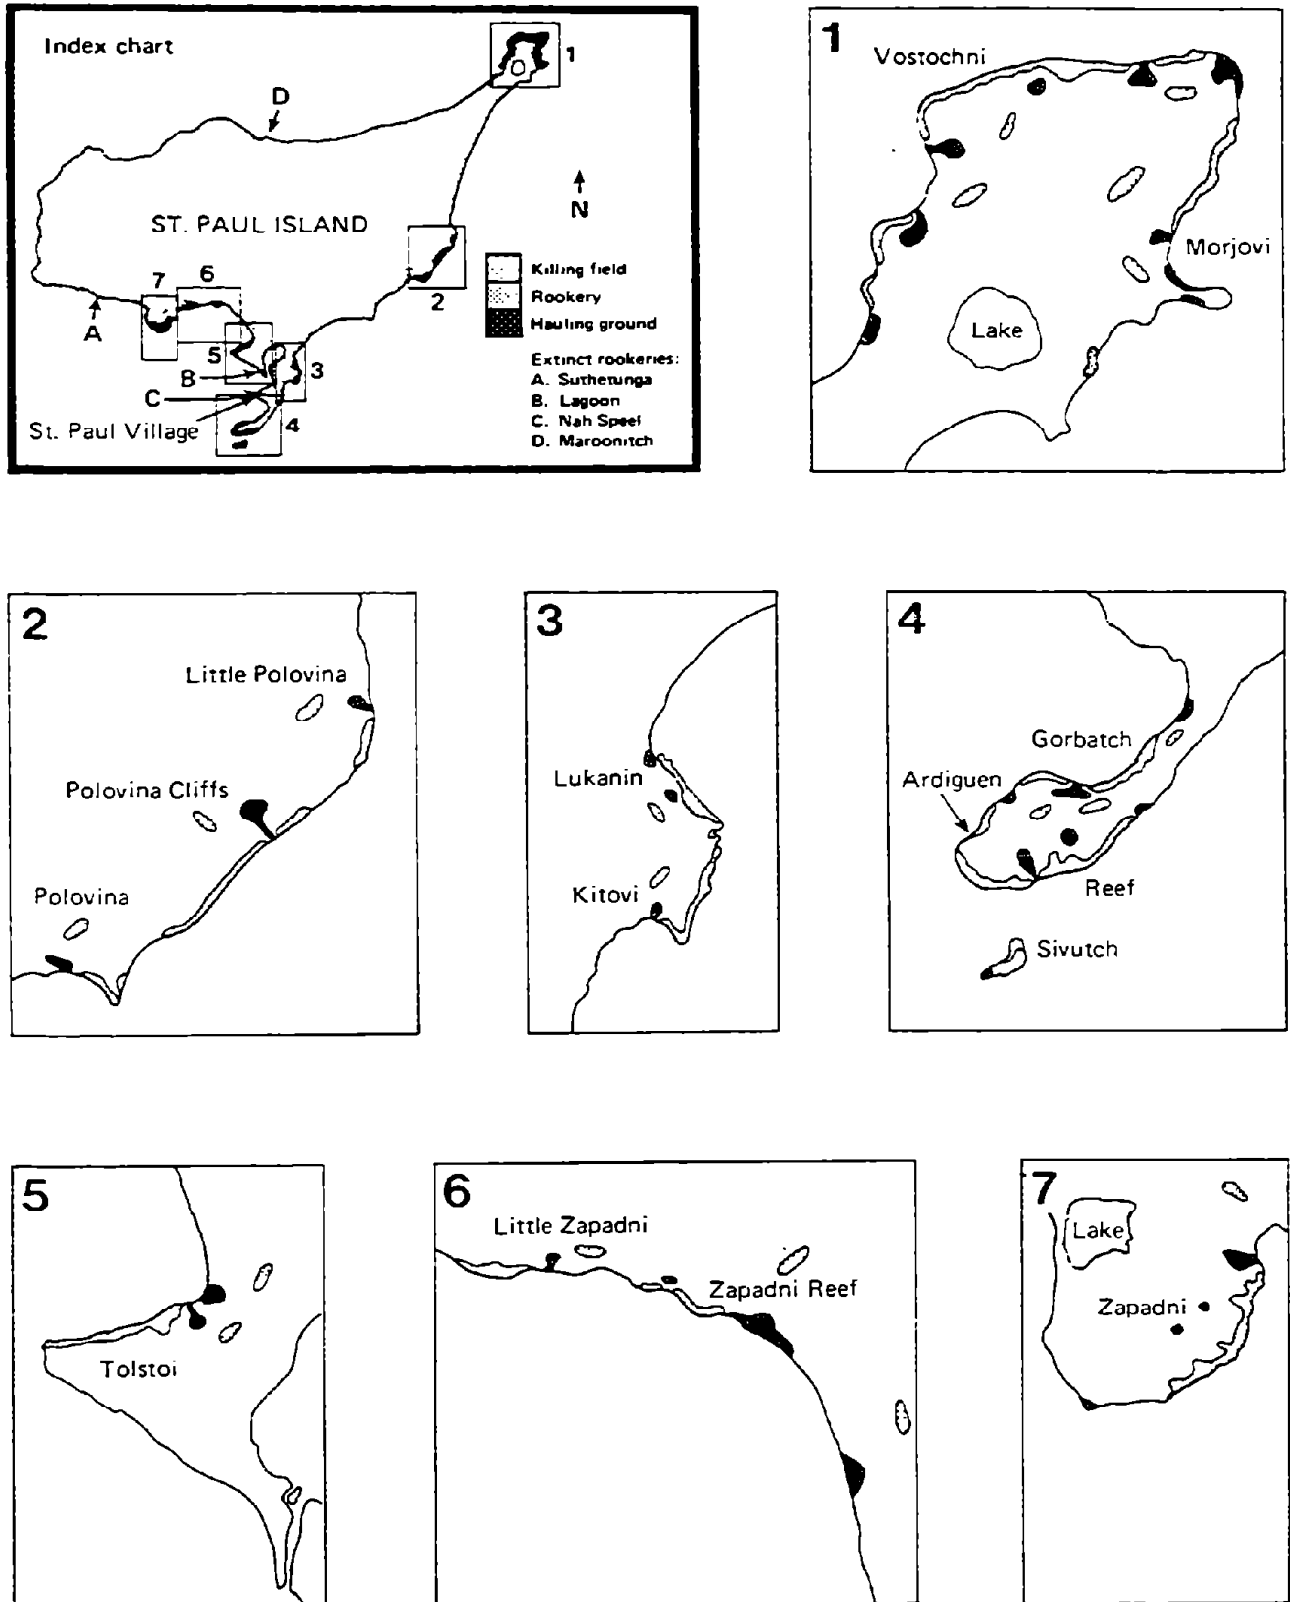 Index chart
1
D
N
ST. PAUL ISLAND
7
6
2
A
5
B
3
C
4
St. Paul Village
Killing field
Rookery
Hauling ground
Extinct rookeries:
A. Suthetunga
B. Lagoon
C. Nah Speel
D. Maroonitch
1
Vostochni
Morjovi
Lake
2
Little Polovina
Polovina Cliffs
Polovina
3
Lukanin
Kitovi
4
Gorbatch
Ardiguen
Reef
Sivutch
5
Tolstoi
6
Little Zapadni
Zapadni Reef
7
Lake
Zapadni